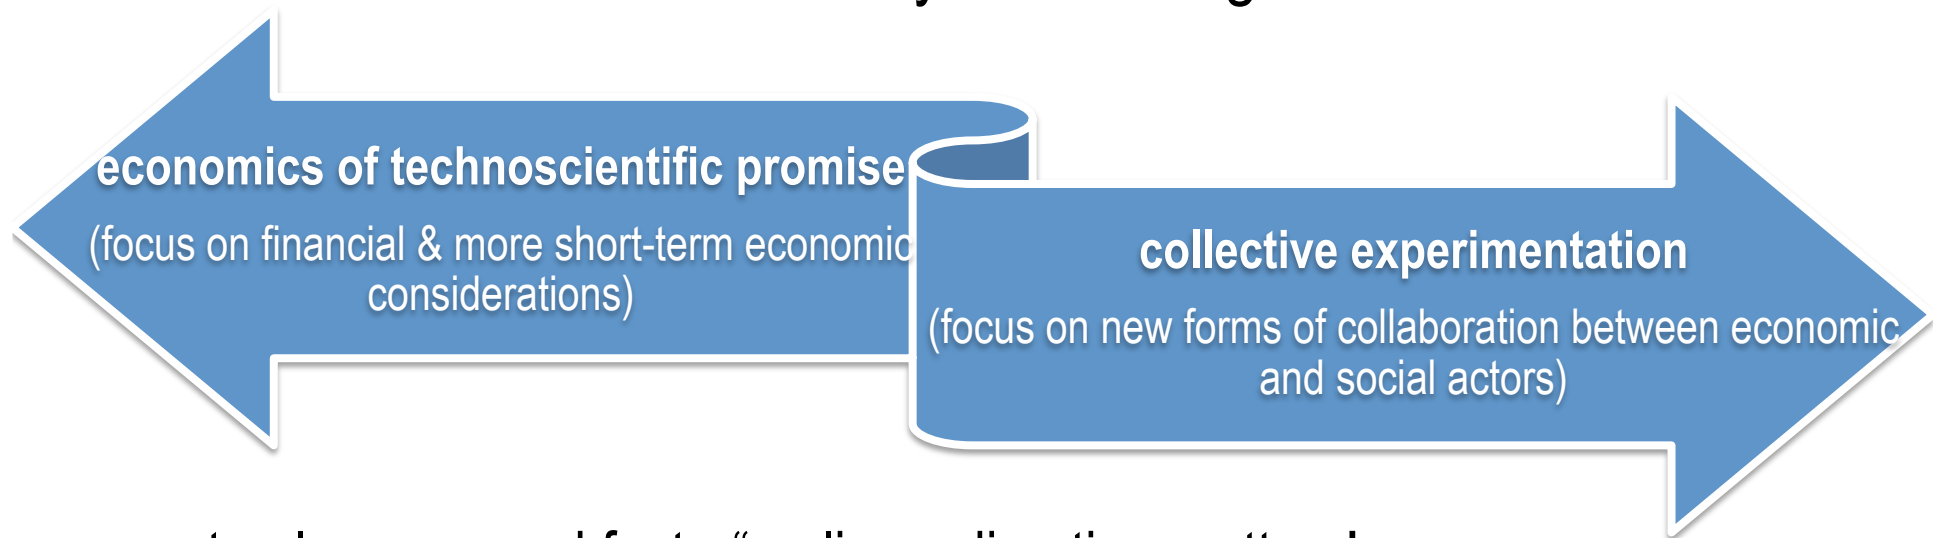 economics of technoscientific promise
(focus on financial & more short-term economic
considerations)
collective experimentation
(focus on new forms of collaboration between economic
and social actors)